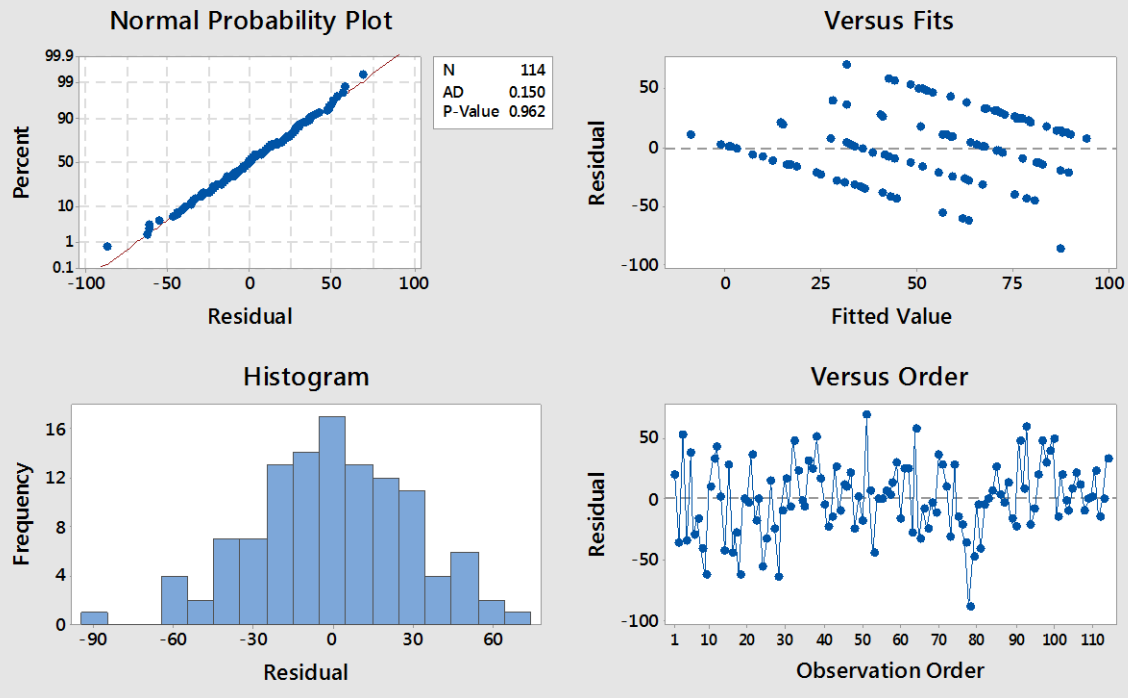 Normal Probability Plot
99.9
99
90
50
10
1
0.1
Percent
-100 -50 0 50 100
Residual
N 114
AD 0.150
P-Value 0.962
Versus Fits
50
0
-50
-100
Residual
0 25 50 75 100
Fitted Value
Histogram
16
12
8
4
0
Frequency
-90 -60 -30 0 30 60
Residual
Versus Order
50
0
-50
-100
Residual
1 10 20 30 40 50 60 70 80 90 100 110
Observation Order